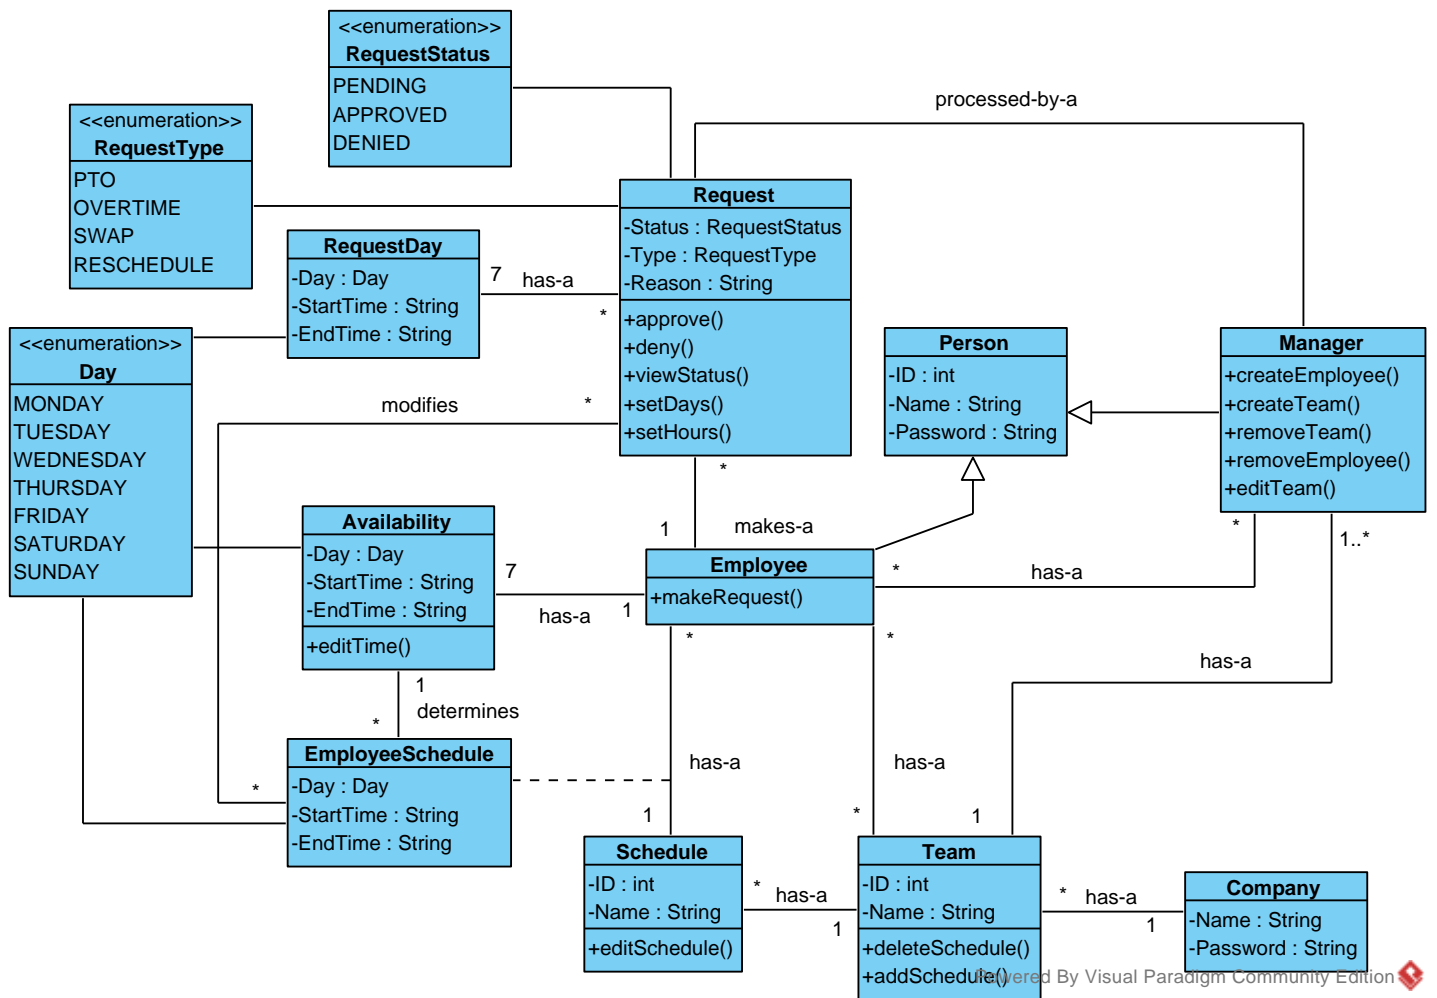 <<enumeration>>
RequestStatus
PENDING
APPROVED
DENIED
<<enumeration>>
RequestType
PTO
OVERTIME
SWAP
RESCHEDULE
processed-by-a
Request
-Status : RequestStatus
-Type : RequestType
-Reason : String
+approve()
+deny()
+viewStatus()
+setDays()
+setHours()
RequestDay
-Day : Day
-StartTime : String
-EndTime : String
7
has-a
*
<<enumeration>>
Day
MONDAY
TUESDAY
WEDNESDAY
THURSDAY
FRIDAY
SATURDAY
SUNDAY
modifies
*
Person
-ID : int
-Name : String
-Password : String
Manager
+createEmployee()
+createTeam()
+removeTeam()
+removeEmployee()
+editTeam()
*
1
makes-a
*
1..*
Availability
-Day : Day
-StartTime : String
-EndTime : String
+editTime()
7
has-a
1
Employee
+makeRequest()
*
has-a
*
*
has-a
1
determines
*
EmployeeSchedule
-Day : Day
-StartTime : String
-EndTime : String
*
has-a
has-a
1
*
1
Schedule
-ID : int
-Name : String
+editSchedule()
*
has-a
1
Team
-ID : int
-Name : String
+deleteSchedule()
+addSchedule()
*
has-a
1
Company
-Name : String
-Password : String
Powered By Visual Paradigm Community Edition